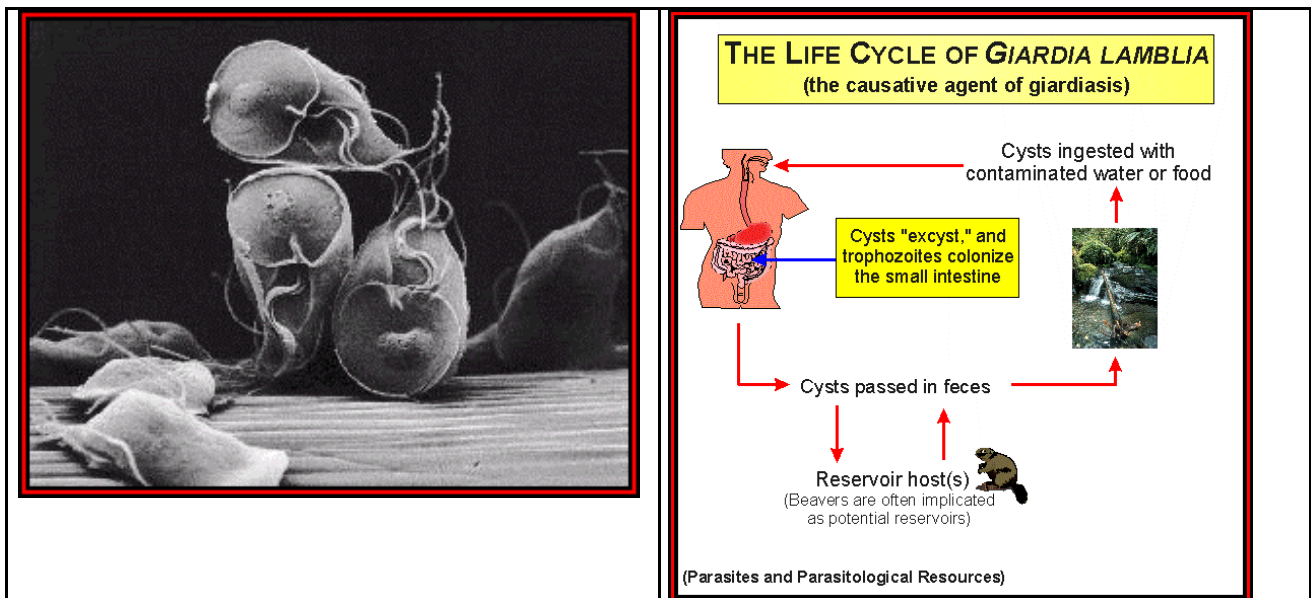 THE LIFE CYCLE OF GIARDIA LAMBLIA
(the causative agent of giardiasis)
Cysts ingested with
contaminated water or food
Cysts "excyst," and
trophozoites colonize
the small intestine
Cysts passed in feces
Reservoir host(s)
(Beavers are often implicated
as potential reservoirs)
(Parasites and Parasitological Resources)